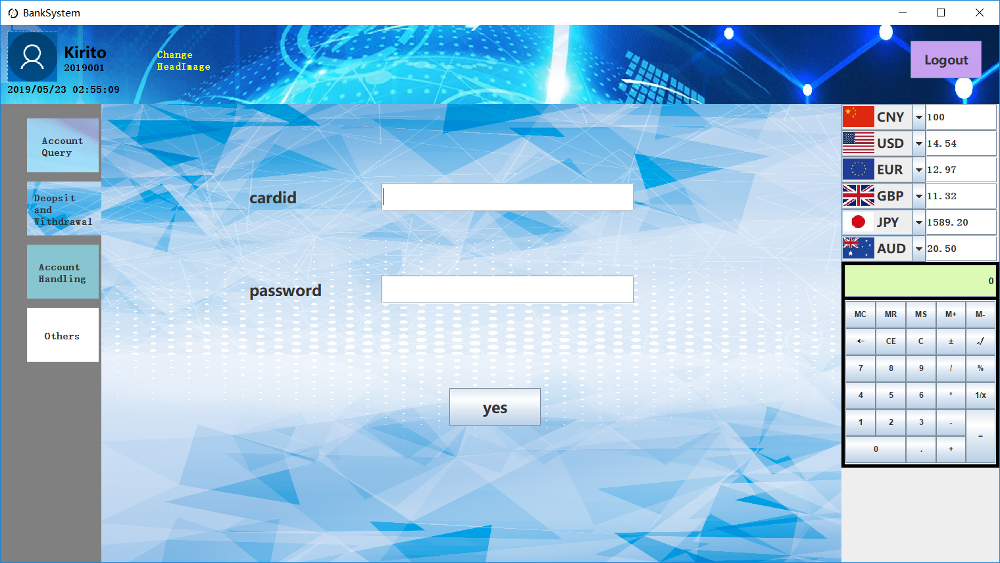 BankSystem
Kirito
2019001
2019/05/23 02:55:09
Change
HeadImage
Logout
Account
Query
Deopsit
and
Withdrawal
Account
Handling
Others
cardid
password
yes
CNY 100
USD 14.54
EUR 12.97
GBP 11.32
JPY 1589.20
AUD 20.50
0
MC MR MS M+ M-
← CE C ± √
7 8 9 / %
4 5 6 * 1/x
1 2 3 - =
0 . +